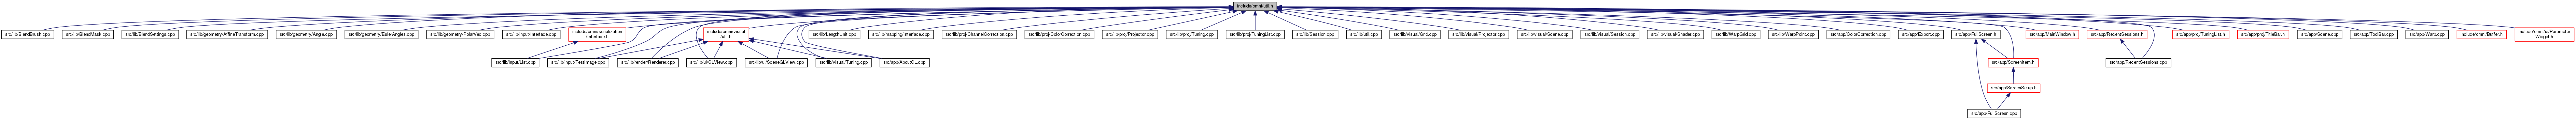 include/omni/util.h
src/lib/BlendBrush.cpp
src/lib/BlendMask.cpp
src/lib/BlendSettings.cpp
src/lib/geometry/AffineTransform.cpp
src/lib/geometry/Angle.cpp
src/lib/geometry/EulerAngles.cpp
src/lib/geometry/PolarVec.cpp
src/lib/input/Interface.cpp
include/omni/serialization
/Interface.h
include/omni/visual
/util.h
src/lib/LengthUnit.cpp
src/lib/mapping/Interface.cpp
src/lib/proj/ChannelCorrection.cpp
src/lib/proj/ColorCorrection.cpp
src/lib/proj/Projector.cpp
src/lib/proj/Tuning.cpp
src/lib/proj/TuningList.cpp
src/lib/Session.cpp
src/lib/util.cpp
src/lib/visual/Grid.cpp
src/lib/visual/Projector.cpp
src/lib/visual/Scene.cpp
src/lib/visual/Session.cpp
src/lib/visual/Shader.cpp
src/lib/WarpGrid.cpp
src/lib/WarpPoint.cpp
src/app/ColorCorrection.cpp
src/app/Export.cpp
src/app/FullScreen.h
src/app/MainWindow.h
src/app/RecentSessions.h
src/app/proj/TuningList.h
src/app/proj/TitleBar.h
src/app/Scene.cpp
src/app/ToolBar.cpp
src/app/Warp.cpp
include/omni/Buffer.h
include/omni/ui/Parameter
Widget.h
src/lib/input/List.cpp
src/lib/input/TestImage.cpp
src/lib/render/Renderer.cpp
src/lib/ui/GLView.cpp
src/lib/ui/SceneGLView.cpp
src/lib/visual/Tuning.cpp
src/app/AboutGL.cpp
src/app/ScreenItem.h
src/app/RecentSessions.cpp
src/app/ScreenSetup.h
src/app/FullScreen.cpp